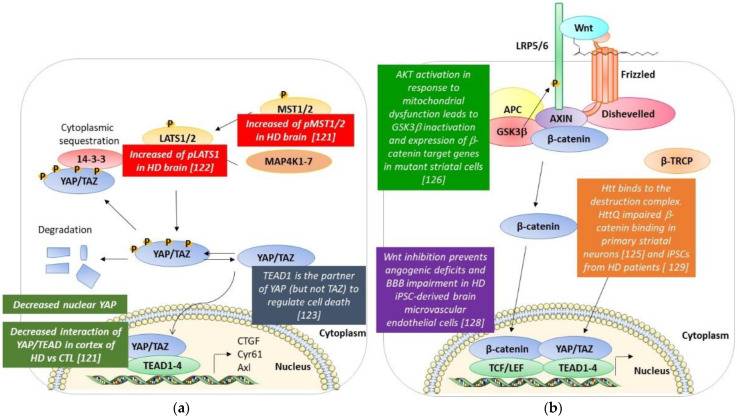 MST1/2
P
Increased of pMST1/2
in HD brain [121]
P
LATS1/2
Increased of pLATS1
in HD brain [122]
MAP4K1-7
Cytoplasmic
sequestration
14-3-3
P P P P
YAP/TAZ
Degradation
P P P P
YAP/TAZ
YAP/TAZ
TEAD1 is the partner
of YAP (but not TAZ) to
regulate cell death
[123]
Decreased nuclear YAP
Decreased interaction of
YAP/TEAD in cortex of
HD vs CTL [121]
YAP/TAZ
TEAD1-4
CTGF
Cyr61
Axl
Nucleus
Cytoplasm
(a)
Wnt
LRP5/6
Frizzled
AKT activation in
response to
mitochondrial
dysfunction leads to
GSK3β inactivation
and expression of β-
catenin target genes
in mutant striatal cells
[126]
P
APC
GSK3β
AXIN
β-catenin
Dishevelled
β-TRCP
Htt binds to the
destruction complex.
HttQ impaired β-
catenin binding in
primary striatal
neurons [125] and iPSCs
from HD patients [ 129]
β-catenin
Wnt inhibition prevents
angogenic deficits and
BBB impairment in HD
iPSC-derived brain
microvascular
endothelial cells [128]
Cytoplasm
β-catenin
YAP/TAZ
TCF/LEF
TEAD1-4
Nucleus
(b)